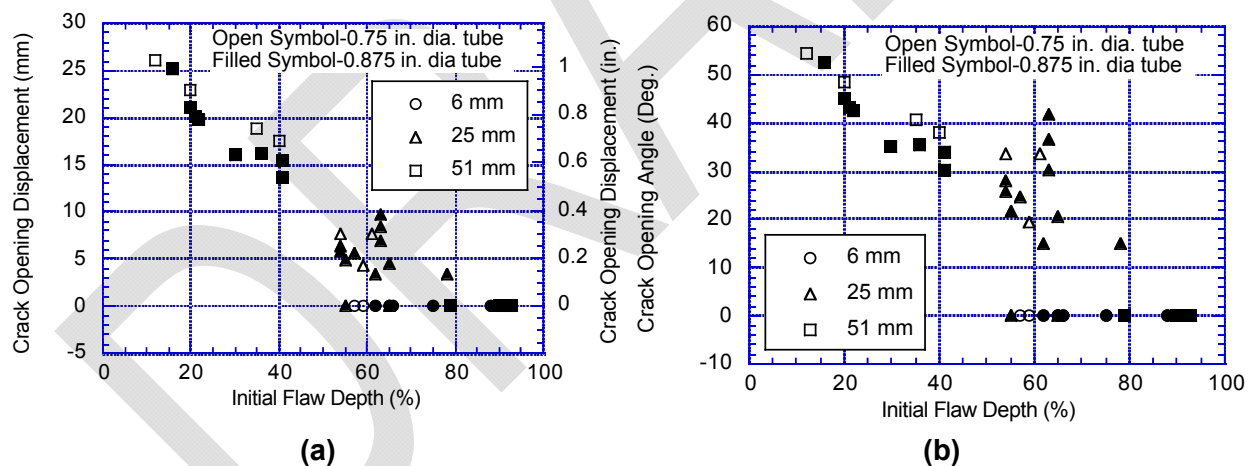 Open Symbol-0.75 in. dia. tube
Filled Symbol-0.875 in. dia tube
6 mm
25 mm
51 mm
Crack Opening Displacement (mm)
30
25
20
15
10
5
0
-5
Crack Opening Displacement (in.)
1
0.8
0.6
0.4
0.2
0
0 20 40 60 80 100
Initial Flaw Depth (%)
(a)
Open Symbol-0.75 in. dia. tube
Filled Symbol-0.875 in. dia tube
6 mm
25 mm
51 mm
Crack Opening Angle (Deg.)
60
50
40
30
20
10
0
-10
0 20 40 60 80 100
Initial Flaw Depth (%)
(b)